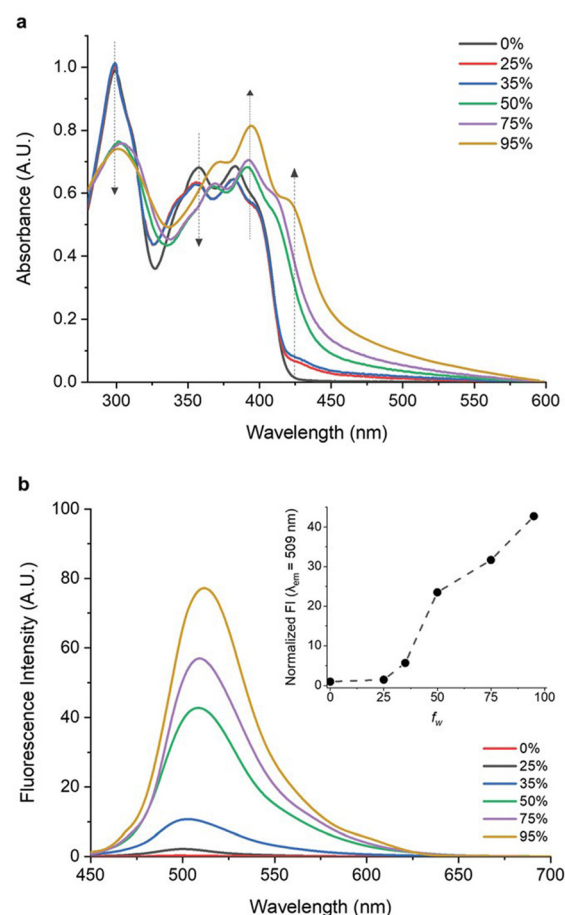 a
1.0
0.8
0.6
0.4
0.2
0.0
Absorbance (A.U.)
0%
25%
35%
50%
75%
95%
300 350 400 450 500 550 600
Wavelength (nm)
b
100
80
60
40
20
0
Fluorescence Intensity (A.U.)
Normalized FI (λem = 509 nm)
40
30
20
10
0
0 25 50 75 100
fw
0%
25%
35%
50%
75%
95%
450 500 550 600 650 700
Wavelength (nm)